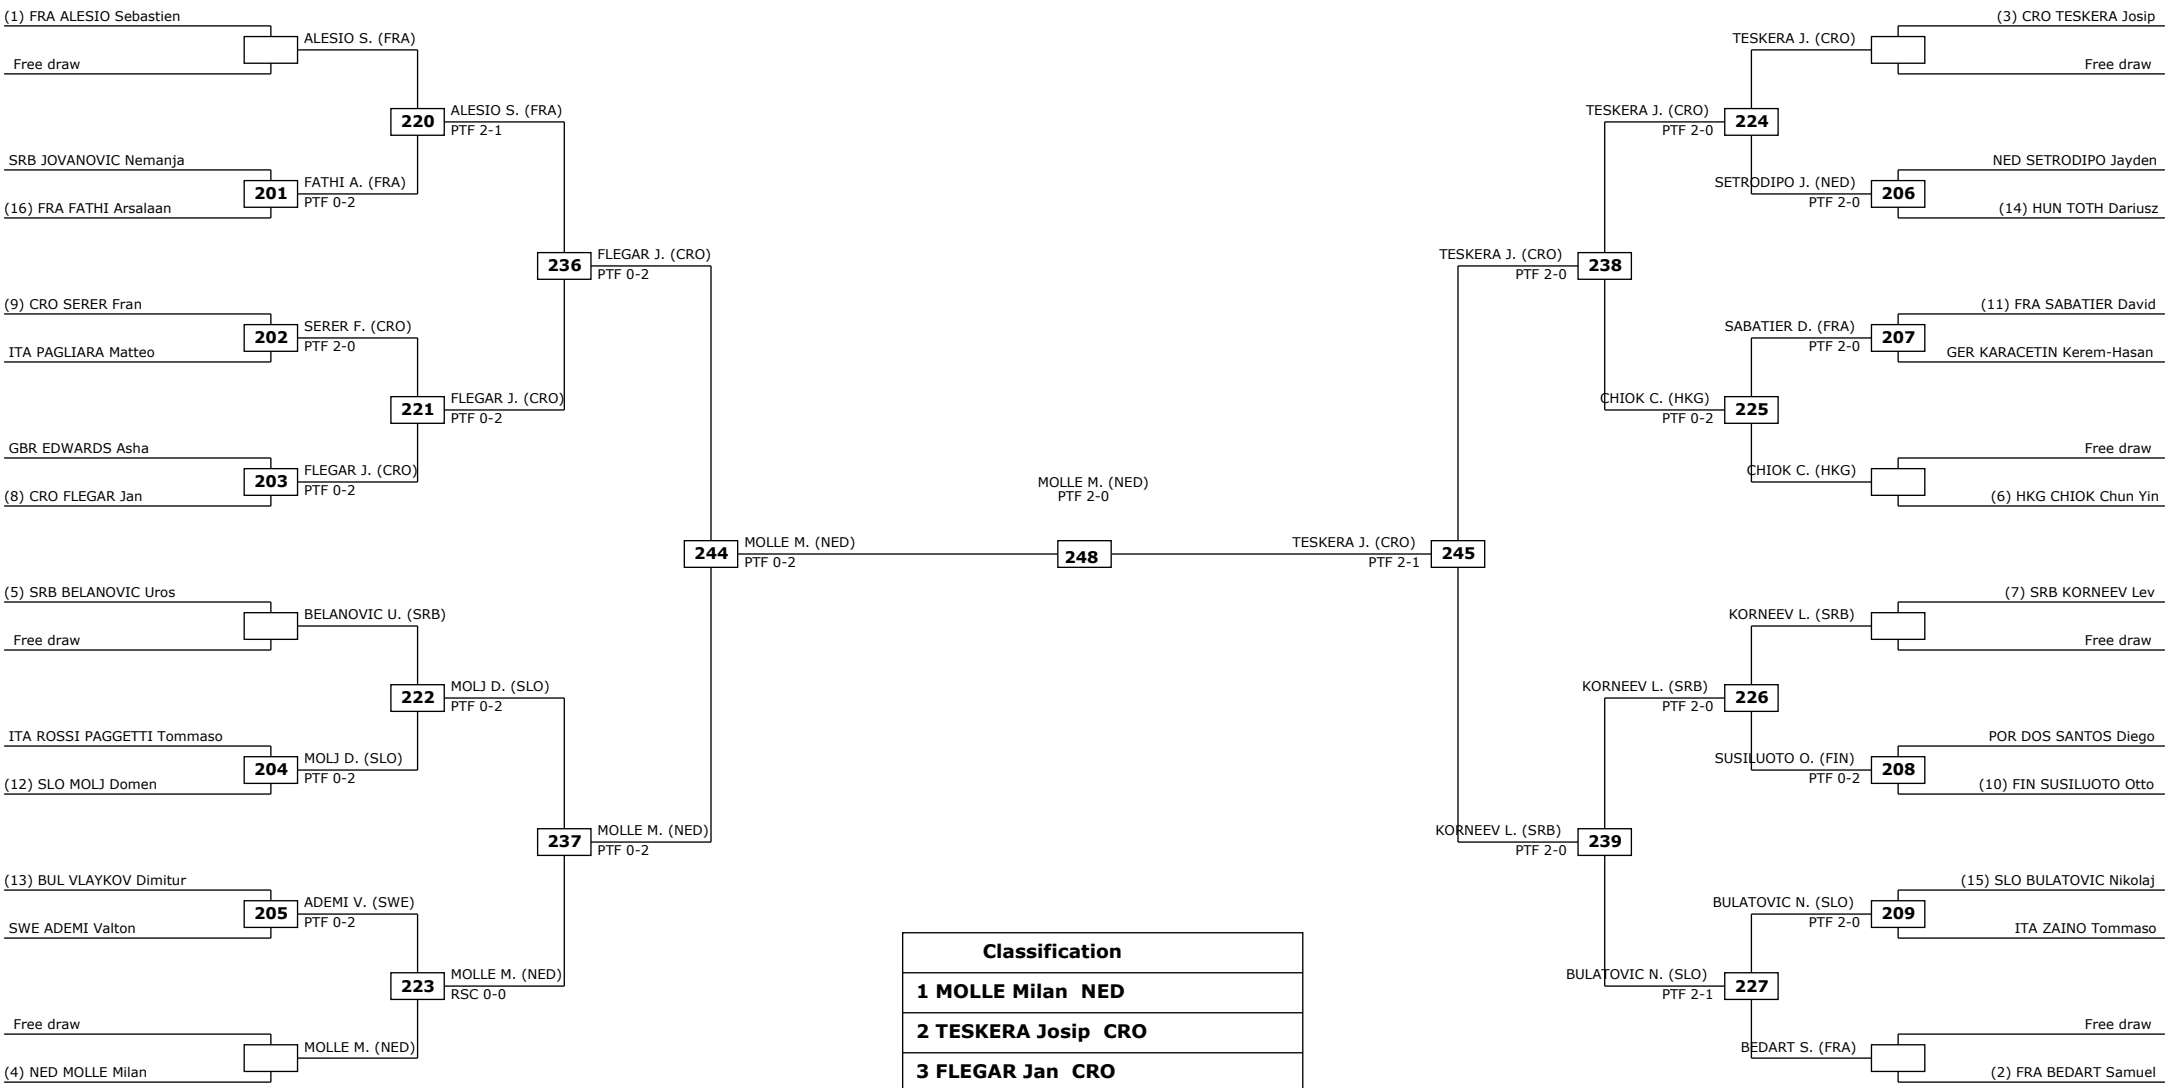 (1) FRA ALESIO Sebastien
Free draw
ALESIO S. (FRA)
220
ALESIO S. (FRA)
PTF 2-1
SRB JOVANOVIC Nemanja
(16) FRA FATHI Arsalaan
201
FATHI A. (FRA)
PTF 0-2
236
FLEGAR J. (CRO)
PTF 0-2
(9) CRO SERER Fran
ITA PAGLIARA Matteo
202
SERER F. (CRO)
PTF 2-0
221
FLEGAR J. (CRO)
PTF 0-2
GBR EDWARDS Asha
(8) CRO FLEGAR Jan
203
FLEGAR J. (CRO)
PTF 0-2
244
MOLLE M. (NED)
PTF 0-2
(5) SRB BELANOVIC Uros
Free draw
BELANOVIC U. (SRB)
222
MOLJ D. (SLO)
PTF 0-2
ITA ROSSI PAGGETTI Tommaso
(12) SLO MOLJ Domen
204
MOLJ D. (SLO)
PTF 0-2
237
MOLLE M. (NED)
PTF 0-2
(13) BUL VLAYKOV Dimitur
SWE ADEMI Valton
205
ADEMI V. (SWE)
PTF 0-2
223
MOLLE M. (NED)
RSC 0-0
Free draw
(4) NED MOLLE Milan
MOLLE M. (NED)
MOLLE M. (NED)
PTF 2-0
248
(3) CRO TESKERA Josip
Free draw
TESKERA J. (CRO)
TESKERA J. (CRO)
PTF 2-0
224
NED SETRODIPO Jayden
(14) HUN TOTH Dariusz
SETRODIPO J. (NED)
PTF 2-0
206
TESKERA J. (CRO)
PTF 2-0
238
(11) FRA SABATIER David
GER KARACETIN Kerem-Hasan
SABATIER D. (FRA)
PTF 2-0
207
CHIOK C. (HKG)
PTF 0-2
225
Free draw
(6) HKG CHIOK Chun Yin
CHIOK C. (HKG)
TESKERA J. (CRO)
PTF 2-1
245
(7) SRB KORNEEV Lev
Free draw
KORNEEV L. (SRB)
KORNEEV L. (SRB)
PTF 2-0
226
POR DOS SANTOS Diego
(10) FIN SUSILUOTO Otto
SUSILUOTO O. (FIN)
PTF 0-2
208
KORNEEV L. (SRB)
PTF 2-0
239
(15) SLO BULATOVIC Nikolaj
ITA ZAINO Tommaso
BULATOVIC N. (SLO)
PTF 2-0
209
BULATOVIC N. (SLO)
PTF 2-1
227
Free draw
(2) FRA BEDART Samuel
BEDART S. (FRA)
Classification
1 MOLLE Milan NED
2 TESKERA Josip CRO
3 FLEGAR Jan CRO